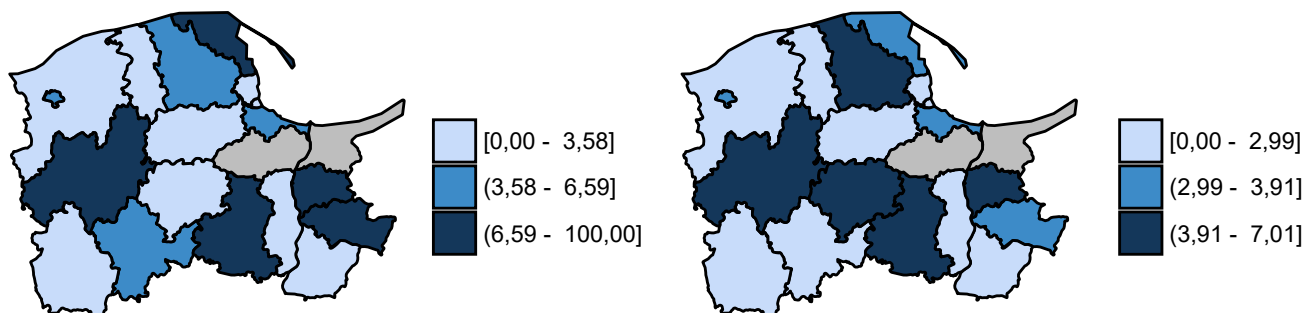 [0,00 - 3,58]
(3,58 - 6,59]
(6,59 - 100,00]
[0,00 - 2,99]
(2,99 - 3,91]
(3,91 - 7,01]